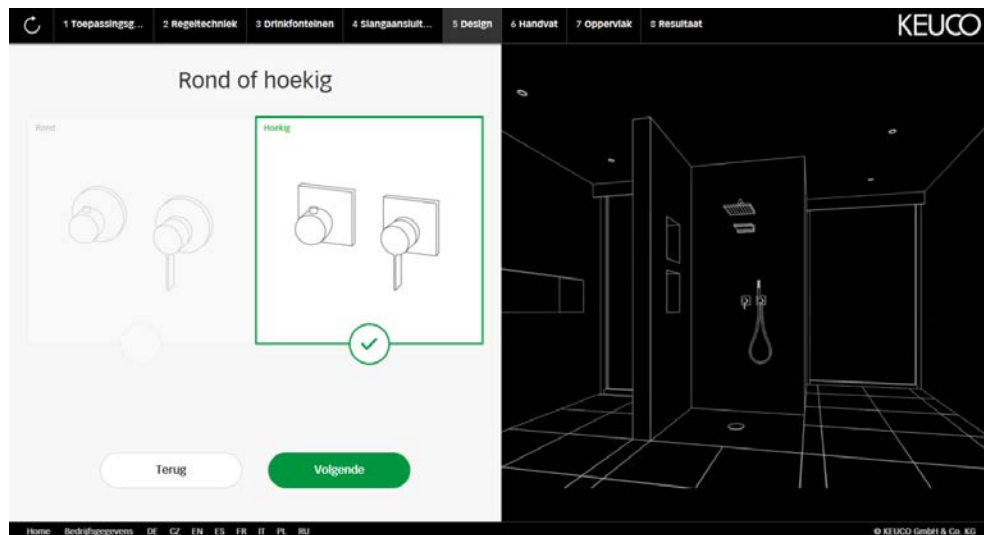 1 Toepassingsg... 2 Regeltechniek 3 Drinkfonteinen 4 Slangaansluit... 5 Design 6 Handvat 7 Oppervlak 8 Resultaat KEUCO
Rond of hoekig
Rond Hoekig
Terug Volgende
Home Bedrijfsgegevens DE CZ EN ES FR IT PL RU © KEUCO GmbH & Co. KG